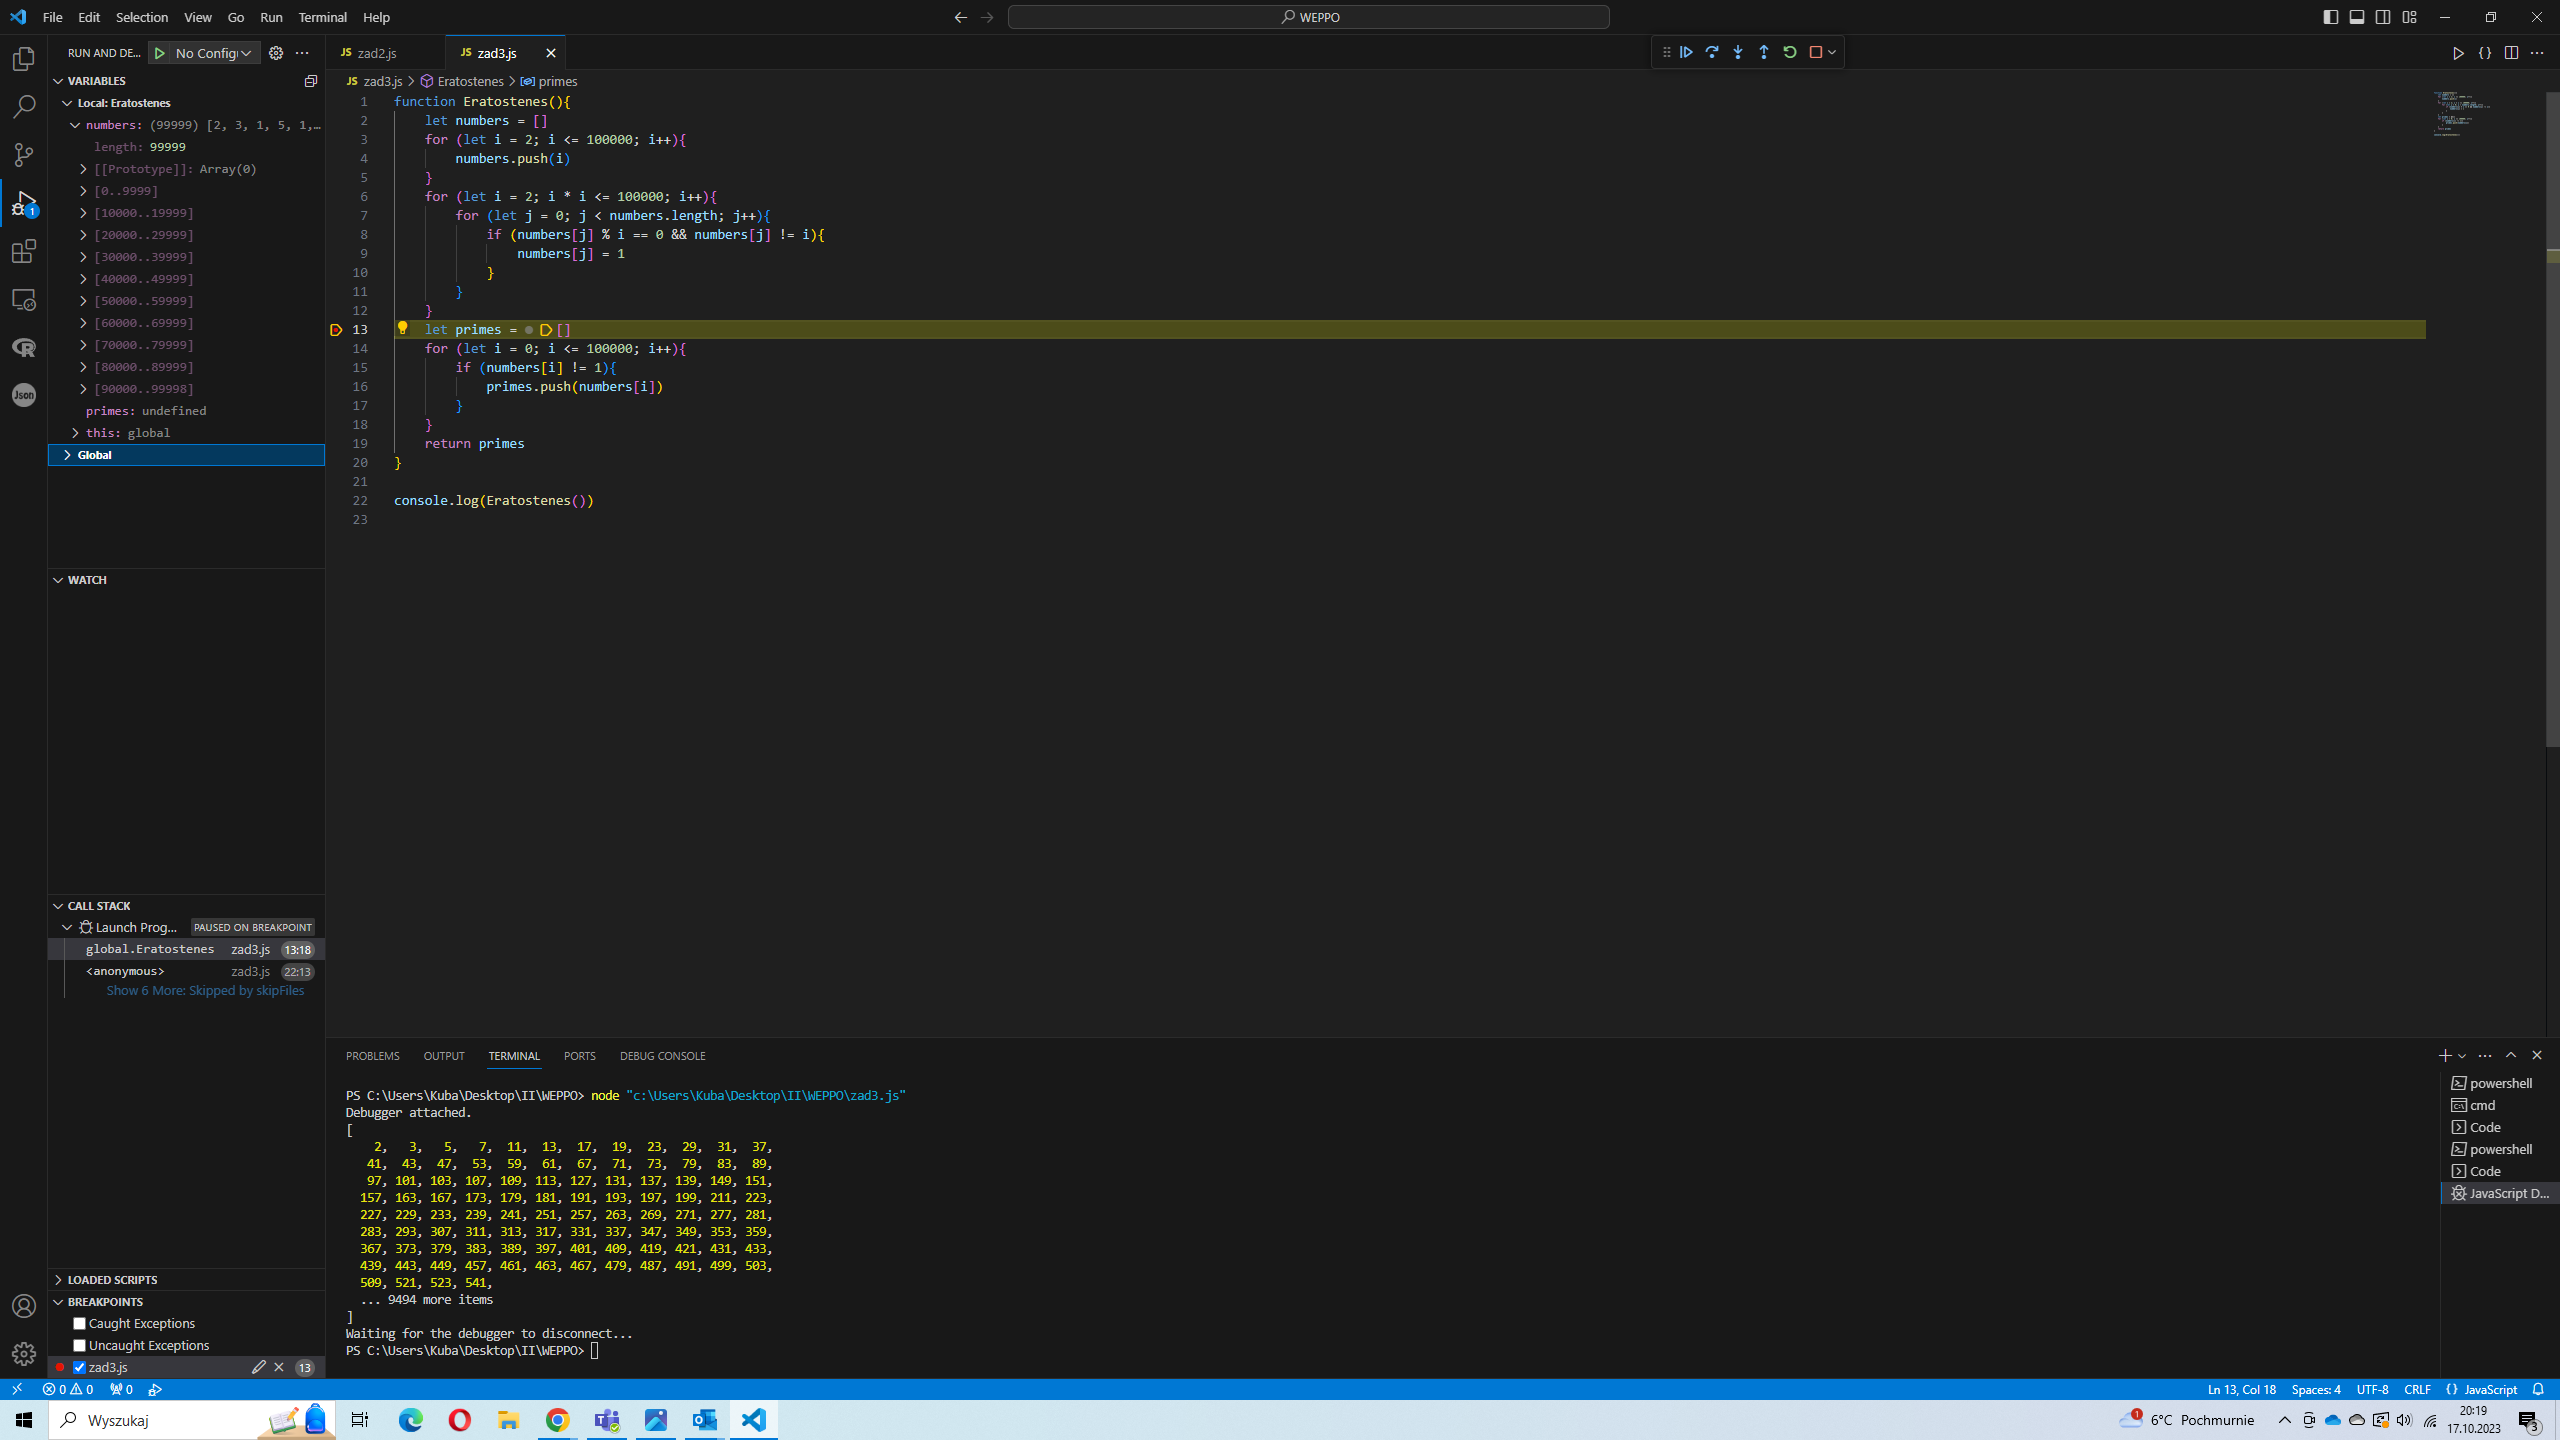 File Edit Selection View Go Run Terminal Help
WEPPO
RUN AND DE... No Config
JS zad2.js
JS zad3.js
VARIABLES
Local: Eratostenes
numbers: (99999) [2, 3, 1, 5, 1,...
length: 99999
[[Prototype]]: Array(0)
[0..9999]
[10000..19999]
[20000..29999]
[30000..39999]
[40000..49999]
[50000..59999]
[60000..69999]
[70000..79999]
[80000..89999]
[90000..99998]
primes: undefined
this: global
Global
WATCH
CALL STACK
Launch Prog... PAUSED ON BREAKPOINT
global.Eratostenes zad3.js 13:18
<anonymous> zad3.js 22:13
Show 6 More: Skipped by skipFiles
LOADED SCRIPTS
BREAKPOINTS
Caught Exceptions
Uncaught Exceptions
zad3.js 13
1
Json
JS zad3.js > Eratostenes > primes
1 function Eratostenes(){
2 let numbers = []
3 for (let i = 2; i <= 100000; i++){
4 numbers.push(i)
5 }
6 for (let i = 2; i * i <= 100000; i++){
7 for (let j = 0; j < numbers.length; j++){
8 if (numbers[j] % i == 0 && numbers[j] != i){
9 numbers[j] = 1
10 }
11 }
12 }
13 let primes = []
14 for (let i = 0; i <= 100000; i++){
15 if (numbers[i] != 1){
16 primes.push(numbers[i])
17 }
18 }
19 return primes
20 }
21
22 console.log(Eratostenes())
23
PROBLEMS OUTPUT TERMINAL PORTS DEBUG CONSOLE
PS C:\Users\Kuba\Desktop\II\WEPPO> node "c:\Users\Kuba\Desktop\II\WEPPO\zad3.js"
Debugger attached.
[
2, 3, 5, 7, 11, 13, 17, 19, 23, 29, 31, 37,
41, 43, 47, 53, 59, 61, 67, 71, 73, 79, 83, 89,
97, 101, 103, 107, 109, 113, 127, 131, 137, 139, 149, 151,
157, 163, 167, 173, 179, 181, 191, 193, 197, 199, 211, 223,
227, 229, 233, 239, 241, 251, 257, 263, 269, 271, 277, 281,
283, 293, 307, 311, 313, 317, 331, 337, 347, 349, 353, 359,
367, 373, 379, 383, 389, 397, 401, 409, 419, 421, 431, 433,
439, 443, 449, 457, 461, 463, 467, 479, 487, 491, 499, 503,
509, 521, 523, 541,
... 9494 more items
]
Waiting for the debugger to disconnect...
PS C:\Users\Kuba\Desktop\II\WEPPO>
powershell
cmd
Code
powershell
Code
JavaScript D...
0 0 0
Ln 13, Col 18 Spaces: 4 UTF-8 CRLF {} JavaScript
Wyszukaj
1 6°C Pochmurnie
20:19
17.10.2023
3